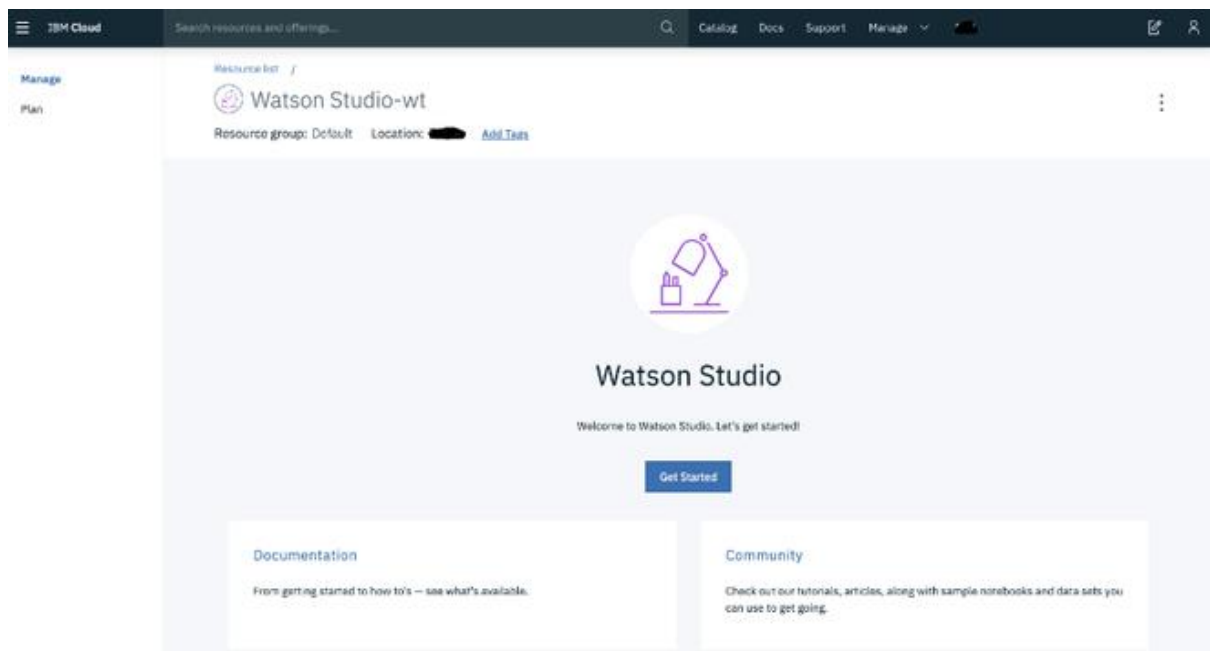 IBM Cloud
Search resources and offerings...
Catalog Docs Support Manage
Manage
Plan
Resource list /
Watson Studio-wt
Resource group: Default Location:
Add Tags
Watson Studio
Welcome to Watson Studio. Let's get started!
Get Started
Documentation
From getting started to how to's — see what's available.
Community
Check out our tutorials, articles, along with sample notebooks and data sets you
can use to get going.